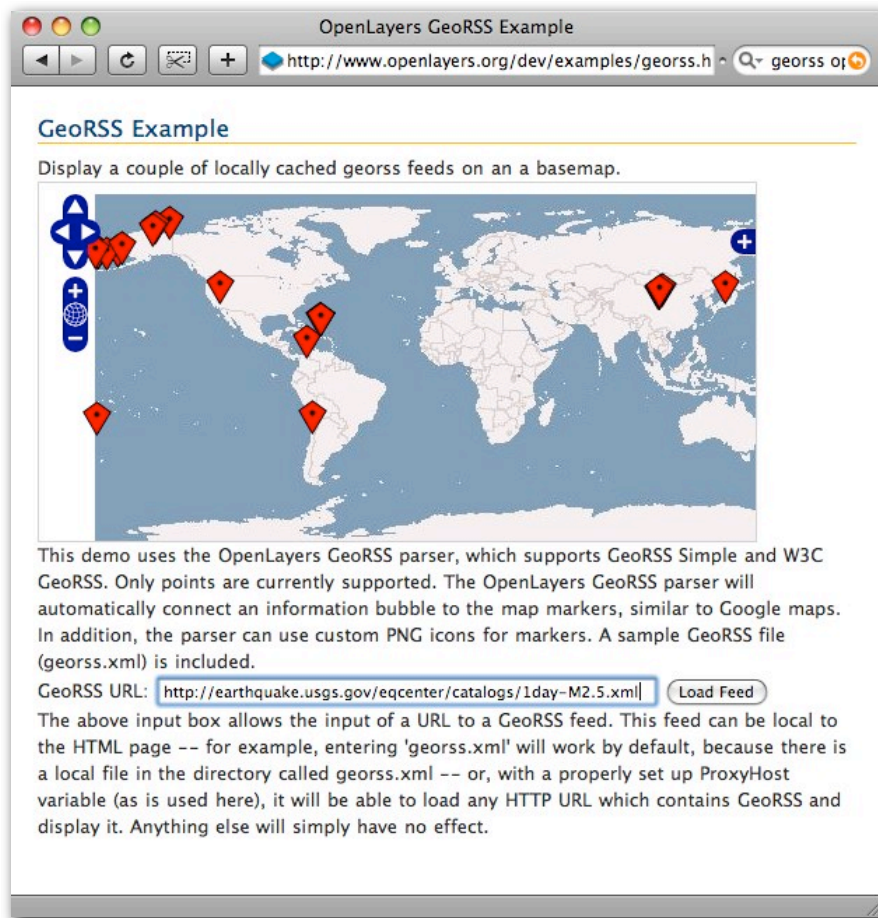 OpenLayers GeoRSS Example
http://www.openlayers.org/dev/examples/georss.h
georss op
GeoRSS Example
Display a couple of locally cached georss feeds on an a basemap.
This demo uses the OpenLayers GeoRSS parser, which supports GeoRSS Simple and W3C
GeoRSS. Only points are currently supported. The OpenLayers GeoRSS parser will
automatically connect an information bubble to the map markers, similar to Google maps.
In addition, the parser can use custom PNG icons for markers. A sample GeoRSS file
(georss.xml) is included.
GeoRSS URL: http://earthquake.usgs.gov/eqcenter/catalogs/1day-M2.5.xml Load Feed
The above input box allows the input of a URL to a GeoRSS feed. This feed can be local to
the HTML page -- for example, entering 'georss.xml' will work by default, because there is
a local file in the directory called georss.xml -- or, with a properly set up ProxyHost
variable (as is used here), it will be able to load any HTTP URL which contains GeoRSS and
display it. Anything else will simply have no effect.